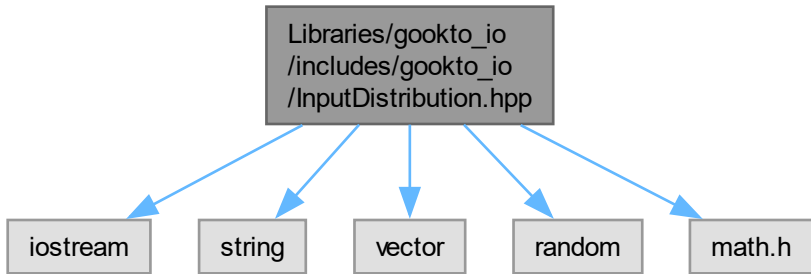 Libraries/gookto_io
/includes/gookto_io
/InputDistribution.hpp
iostream
string
vector
random
math.h